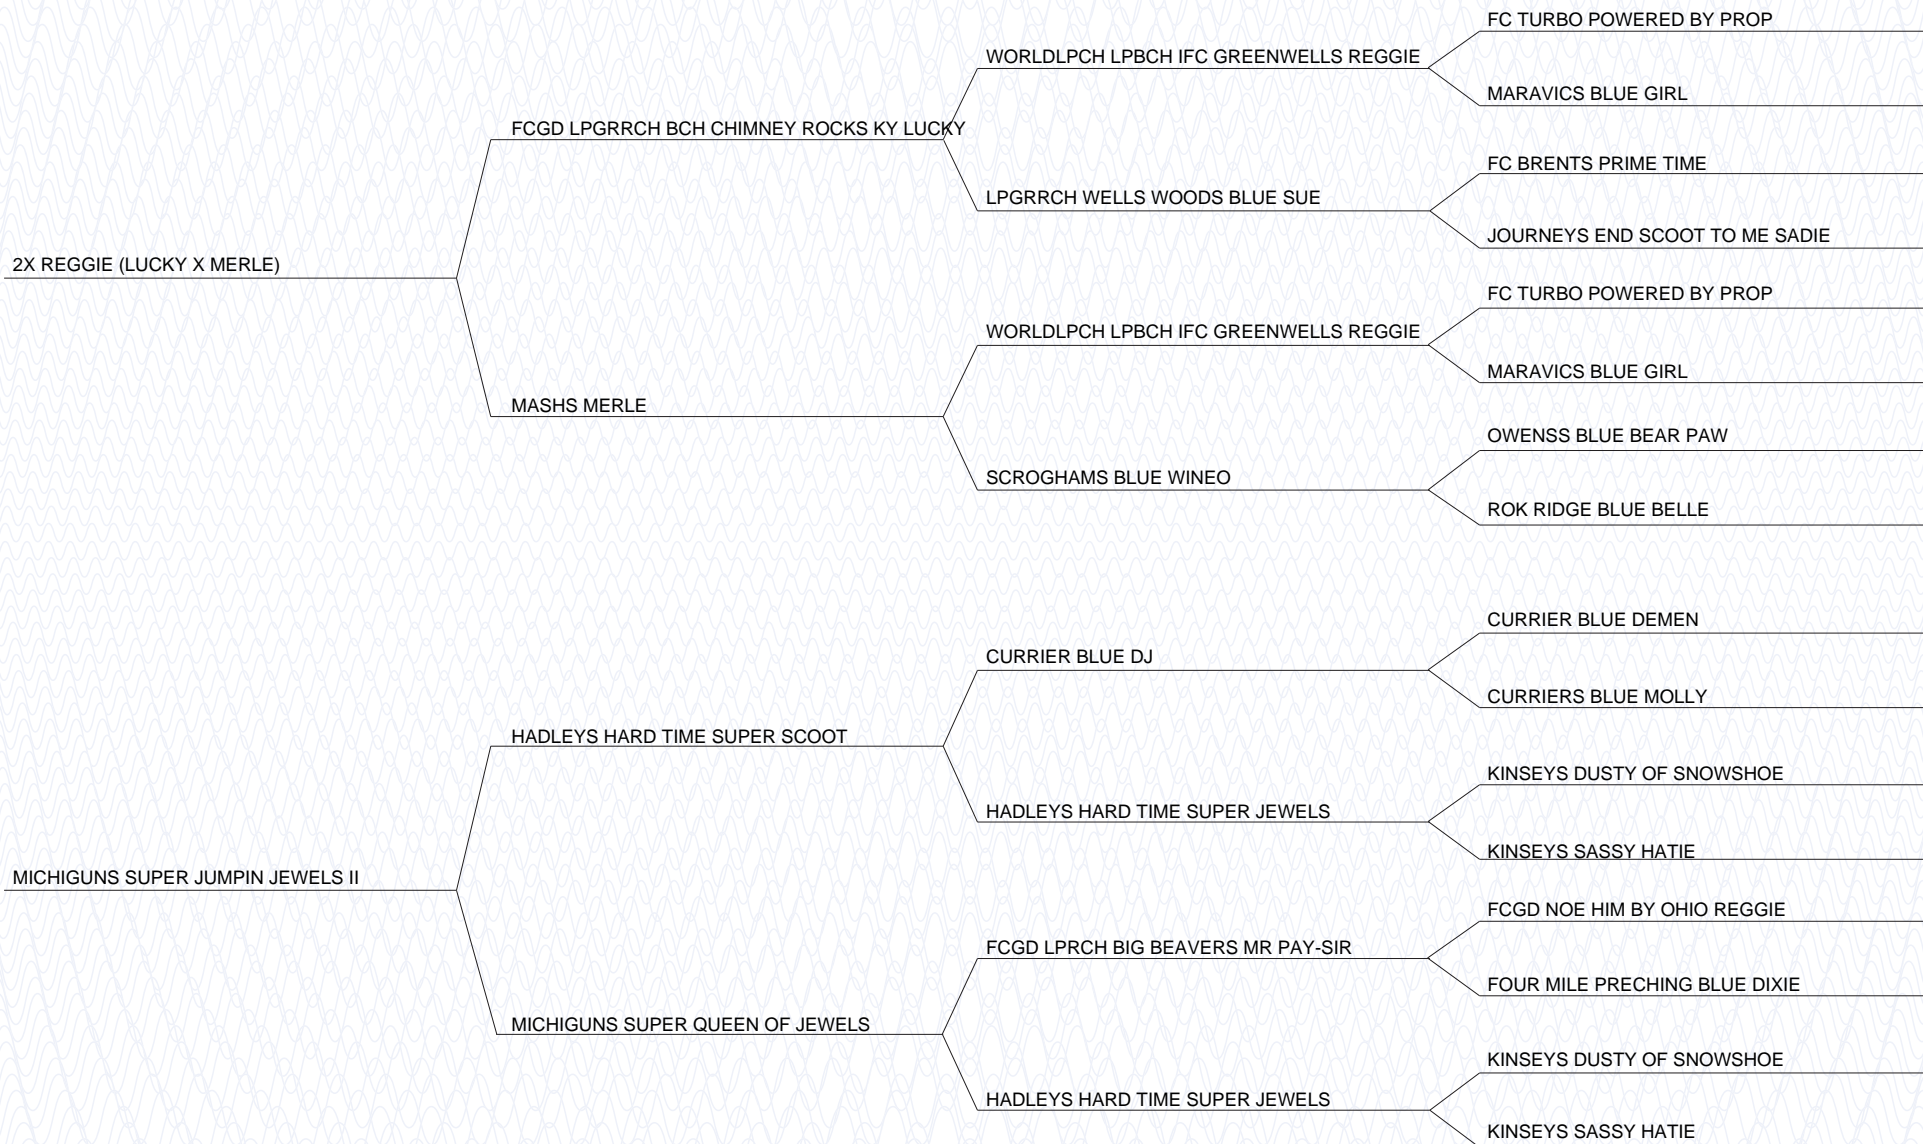 FC TURBO POWERED BY PROP
WORLDLPCH LPBCH IFC GREENWELLS REGGIE
MARAVICS BLUE GIRL
FCGD LPGRRCH BCH CHIMNEY ROCKS KY LUCKY
FC BRENTS PRIME TIME
LPGRRCH WELLS WOODS BLUE SUE
JOURNEYS END SCOOT TO ME SADIE
2X REGGIE (LUCKY X MERLE)
FC TURBO POWERED BY PROP
WORLDLPCH LPBCH IFC GREENWELLS REGGIE
MARAVICS BLUE GIRL
MASHS MERLE
OWENSS BLUE BEAR PAW
SCROGHAMS BLUE WINEO
ROK RIDGE BLUE BELLE
CURRIER BLUE DEMEN
CURRIER BLUE DJ
CURRIERS BLUE MOLLY
HADLEYS HARD TIME SUPER SCOOT
KINSEYS DUSTY OF SNOWSHOE
HADLEYS HARD TIME SUPER JEWELS
KINSEYS SASSY HATIE
MICHIGUNS SUPER JUMPIN JEWELS II
FCGD NOE HIM BY OHIO REGGIE
FCGD LPRCH BIG BEAVERS MR PAY-SIR
FOUR MILE PRECHING BLUE DIXIE
MICHIGUNS SUPER QUEEN OF JEWELS
KINSEYS DUSTY OF SNOWSHOE
HADLEYS HARD TIME SUPER JEWELS
KINSEYS SASSY HATIE